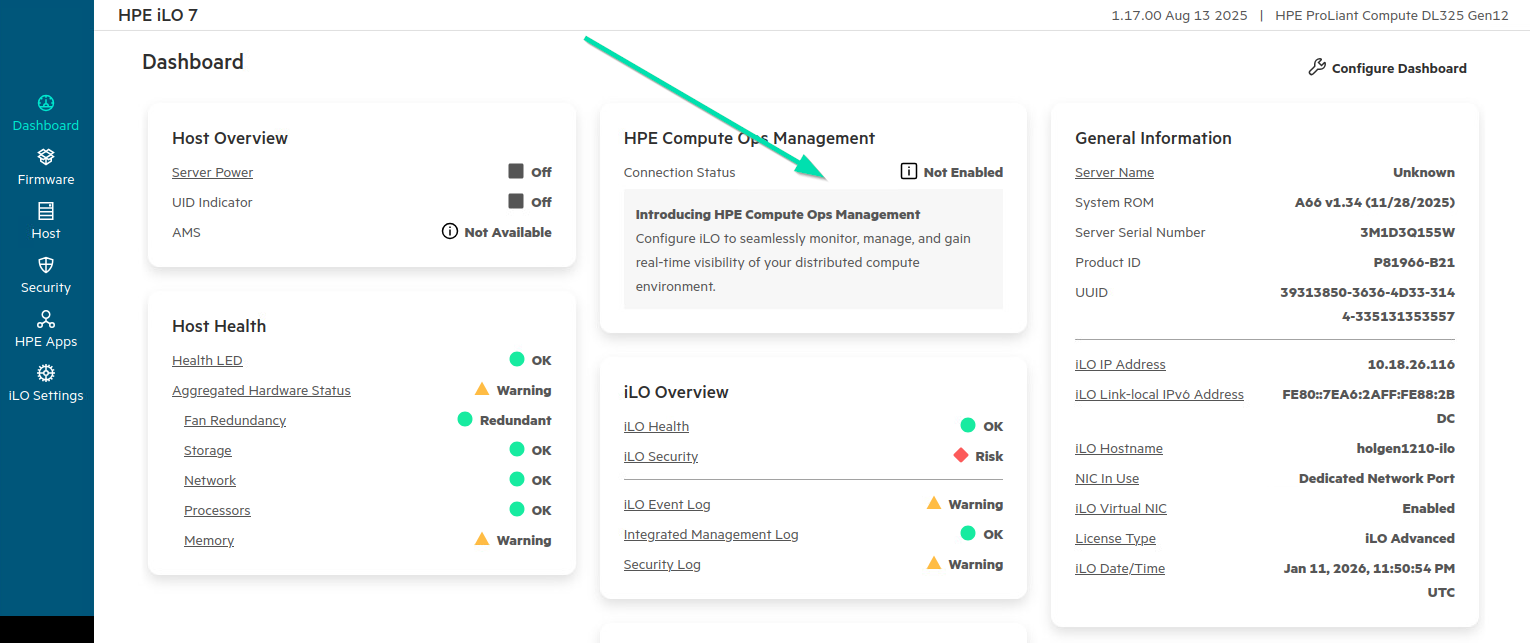 HPE iLO 7
1.17.00 Aug 13 2025 | HPE ProLiant Compute DL325 Gen12
Dashboard
Configure Dashboard
Dashboard
Firmware
Host
Security
HPE Apps
iLO Settings
Host Overview
Server Power Off
UID Indicator Off
AMS Not Available
Host Health
Health LED OK
Aggregated Hardware Status Warning
Fan Redundancy Redundant
Storage OK
Network OK
Processors OK
Memory Warning
HPE Compute Ops Management
Connection Status Not Enabled
Introducing HPE Compute Ops Management
Configure iLO to seamlessly monitor, manage, and gain
real-time visibility of your distributed compute
environment.
iLO Overview
iLO Health OK
iLO Security Risk
iLO Event Log Warning
Integrated Management Log OK
Security Log Warning
General Information
Server Name Unknown
System ROM A66 v1.34 (11/28/2025)
Server Serial Number 3M1D3Q155W
Product ID P81966-B21
UUID 39313850-3636-4D33-314
4-335131353557
iLO IP Address 10.18.26.116
iLO Link-local IPv6 Address FE80::7EA6:2AFF:FE88:2B
DC
iLO Hostname holgen1210-ilo
NIC In Use Dedicated Network Port
iLO Virtual NIC Enabled
License Type iLO Advanced
iLO Date/Time Jan 11, 2026, 11:50:54 PM
UTC